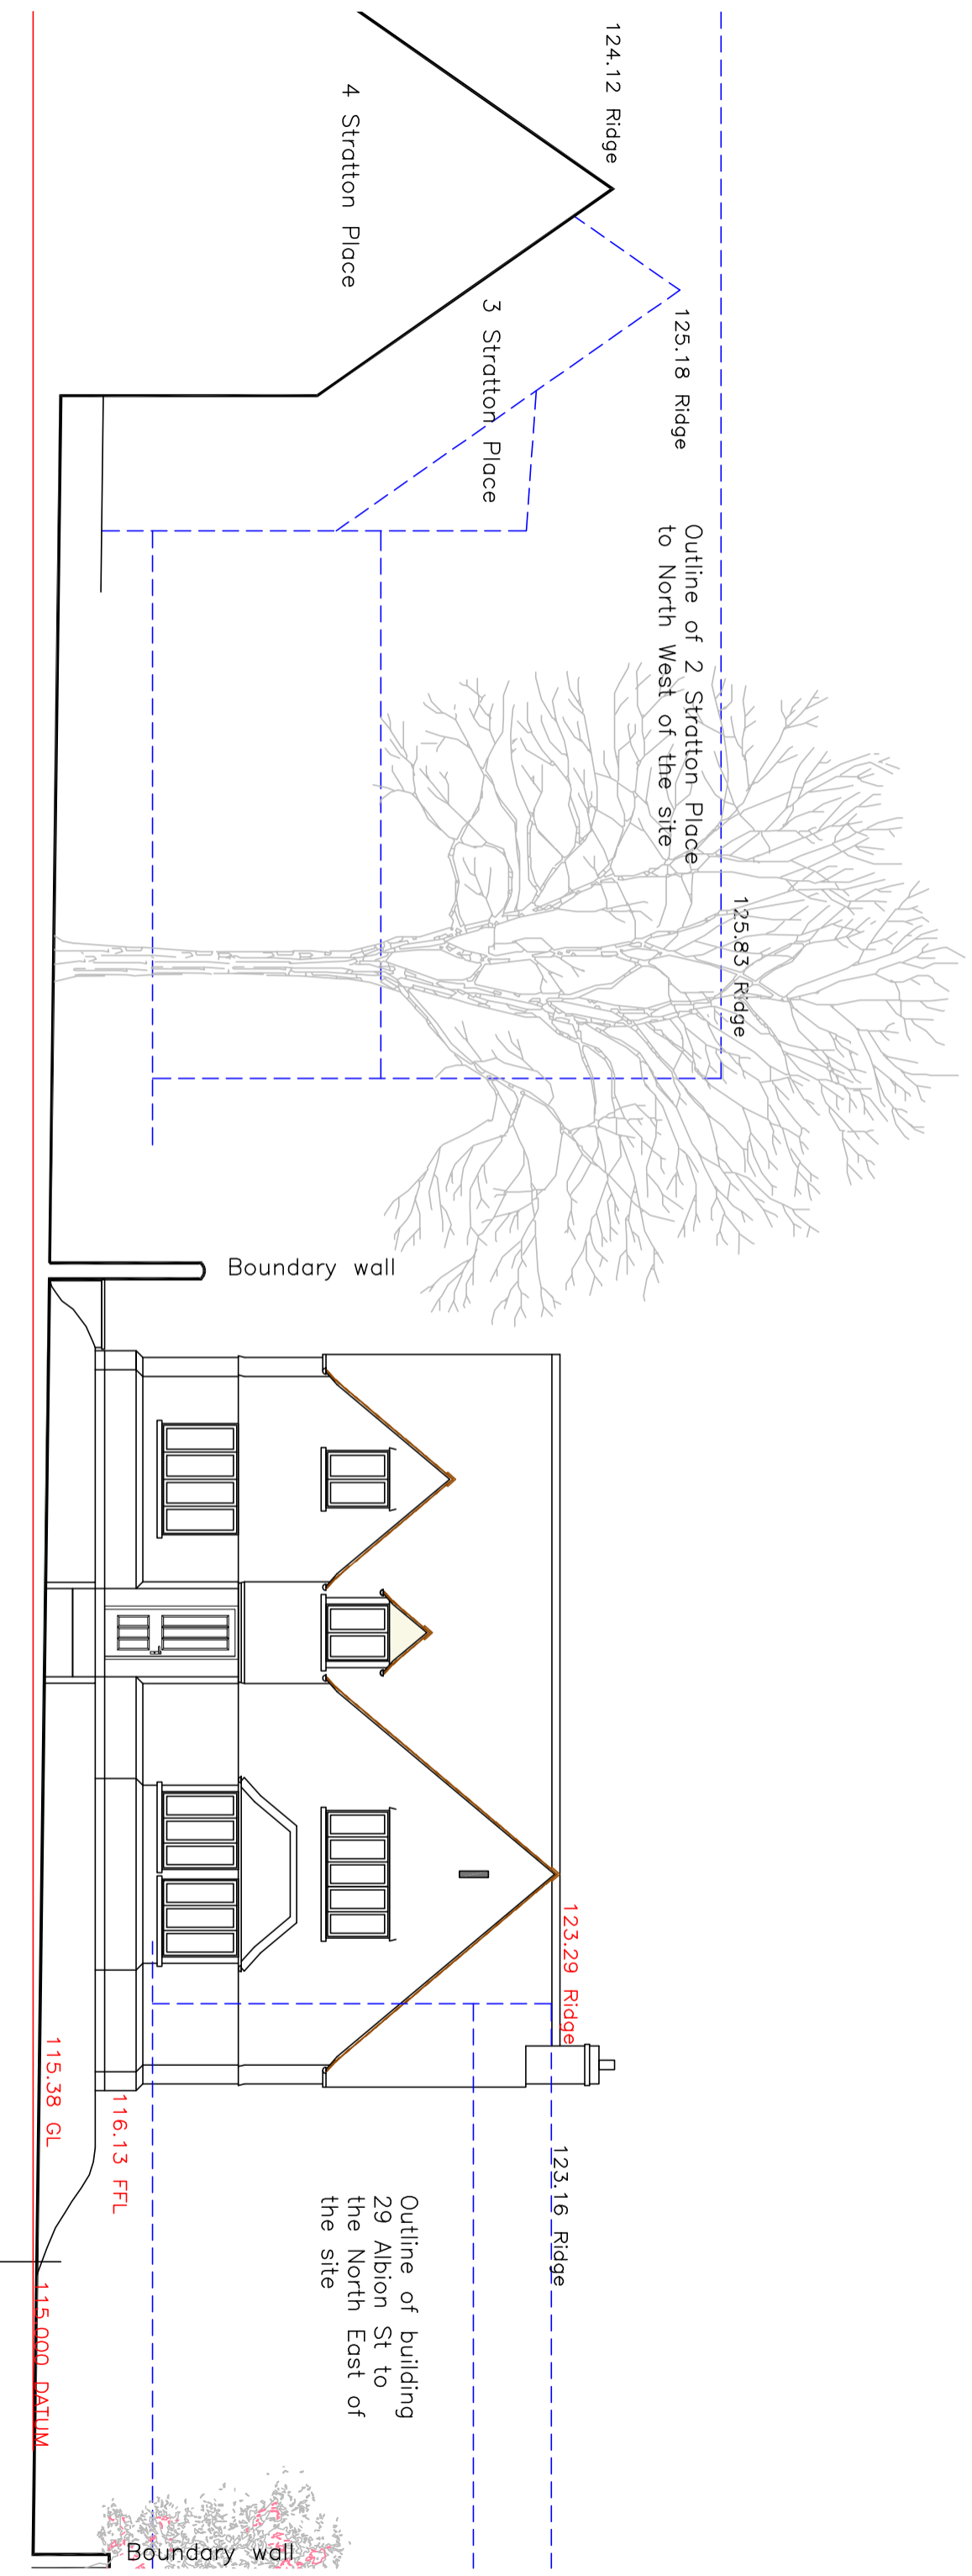 124.12 Ridge
4 Stratton Place
125.18 Ridge
3 Stratton Place
Outline of 2 Stratton Place
to North West of the site
125.83 Ridge
Boundary wall
123.29 Ridge
115.38 GL
116.13 FFL
123.16 Ridge
Outline of building
29 Albion St to
the North East of
the site
115.000 DATUM
Boundary wall